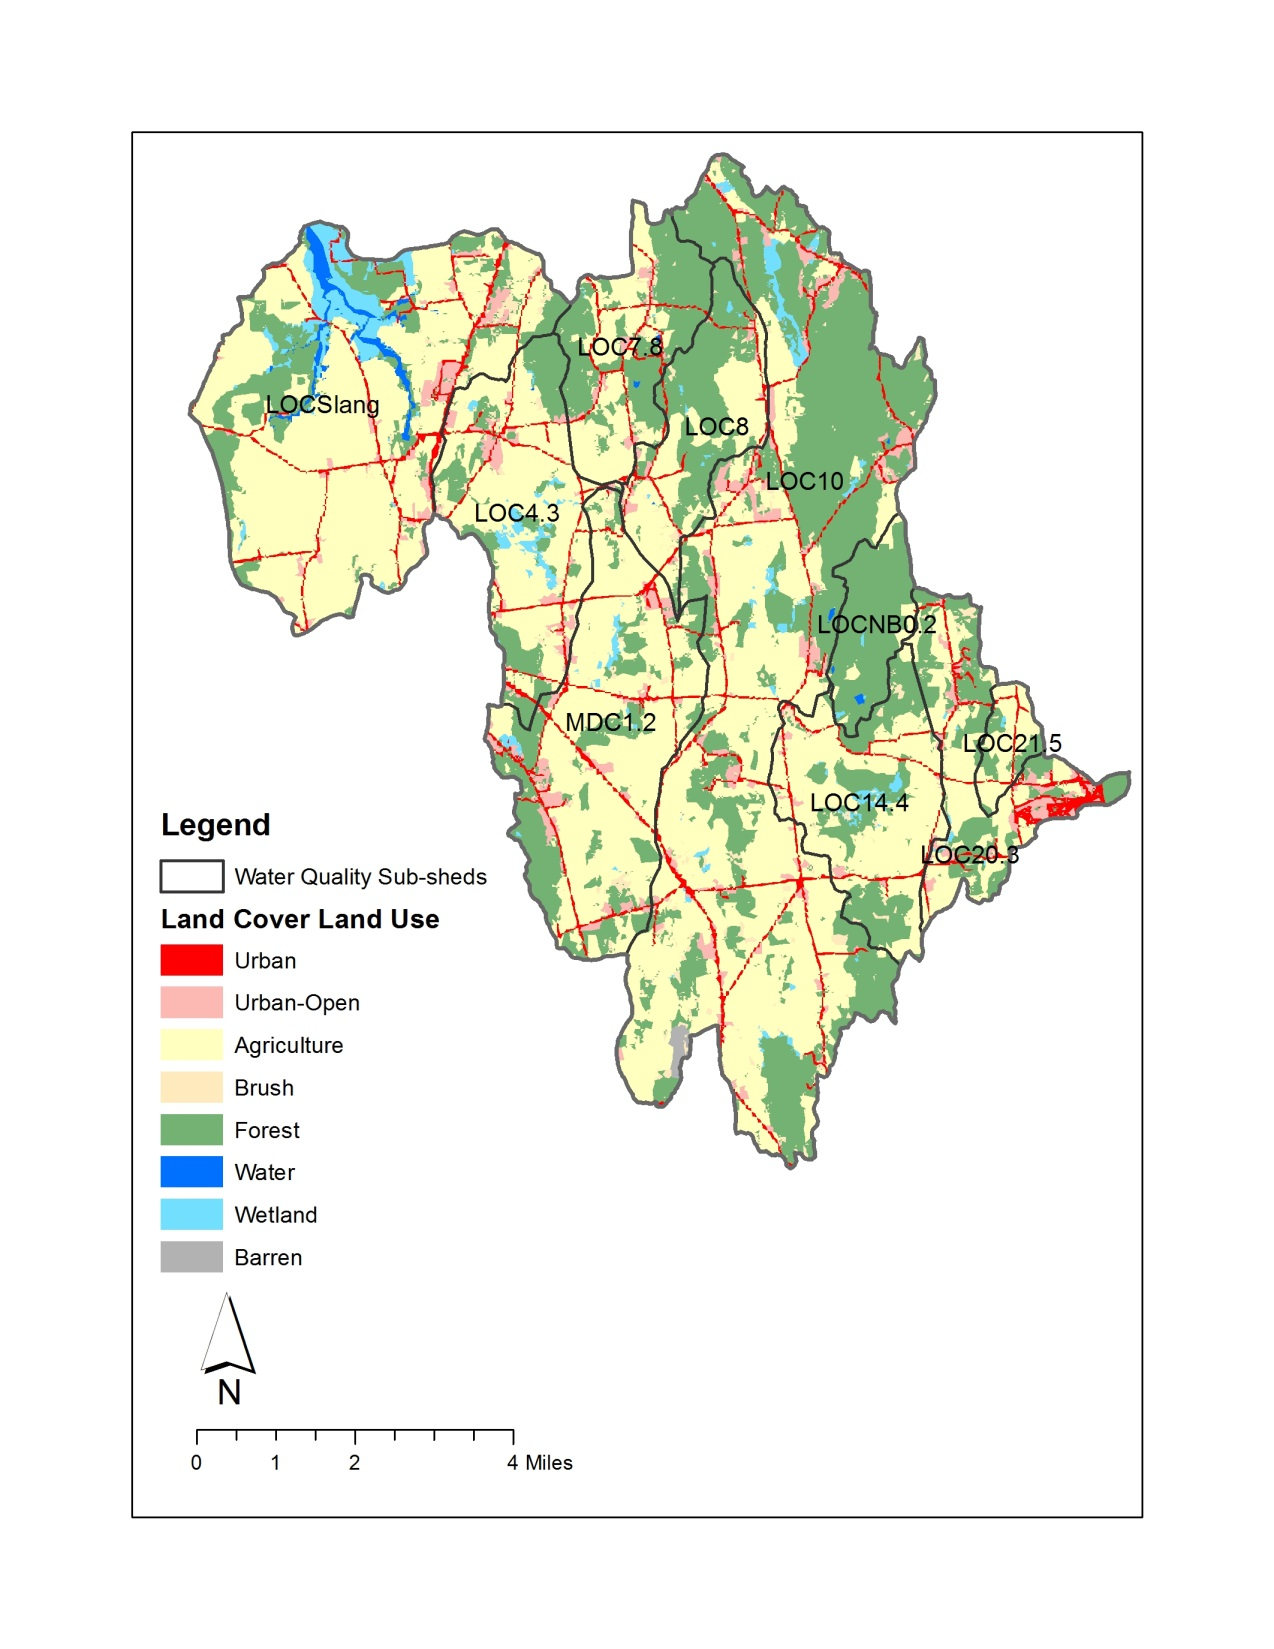 LOC7.8
LOCSlang
LOC8
LOC10
LOC4.3
LOCNB0.2
MDC1.2
LOC21.5
LOC14.4
LOC20.3
Legend
Water Quality Sub-sheds
Land Cover Land Use
Urban
Urban-Open
Agriculture
Brush
Forest
Water
Wetland
Barren
N
0 1 2 4 Miles